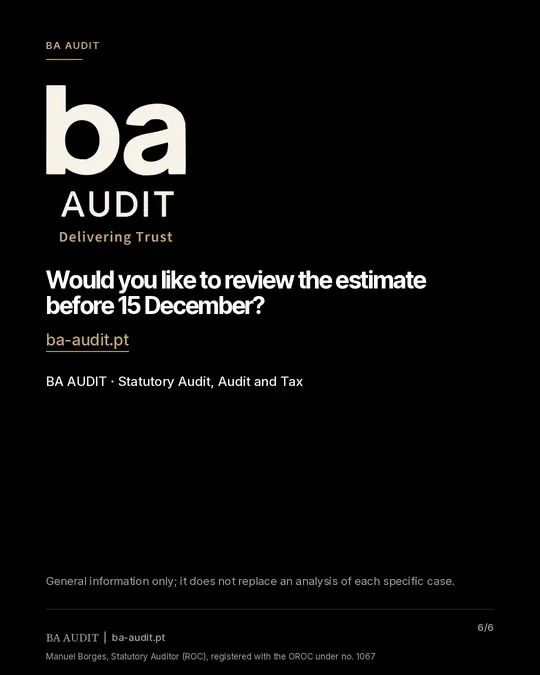 BA AUDIT
ba
AUDIT
Delivering Trust
Would you like to review the estimate
before 15 December?
ba-audit.pt
BA AUDIT · Statutory Audit, Audit and Tax
General information only; it does not replace an analysis of each specific case.
6/6
BA AUDIT | ba-audit.pt
Manuel Borges, Statutory Auditor (ROC), registered with the OROC under no. 1067